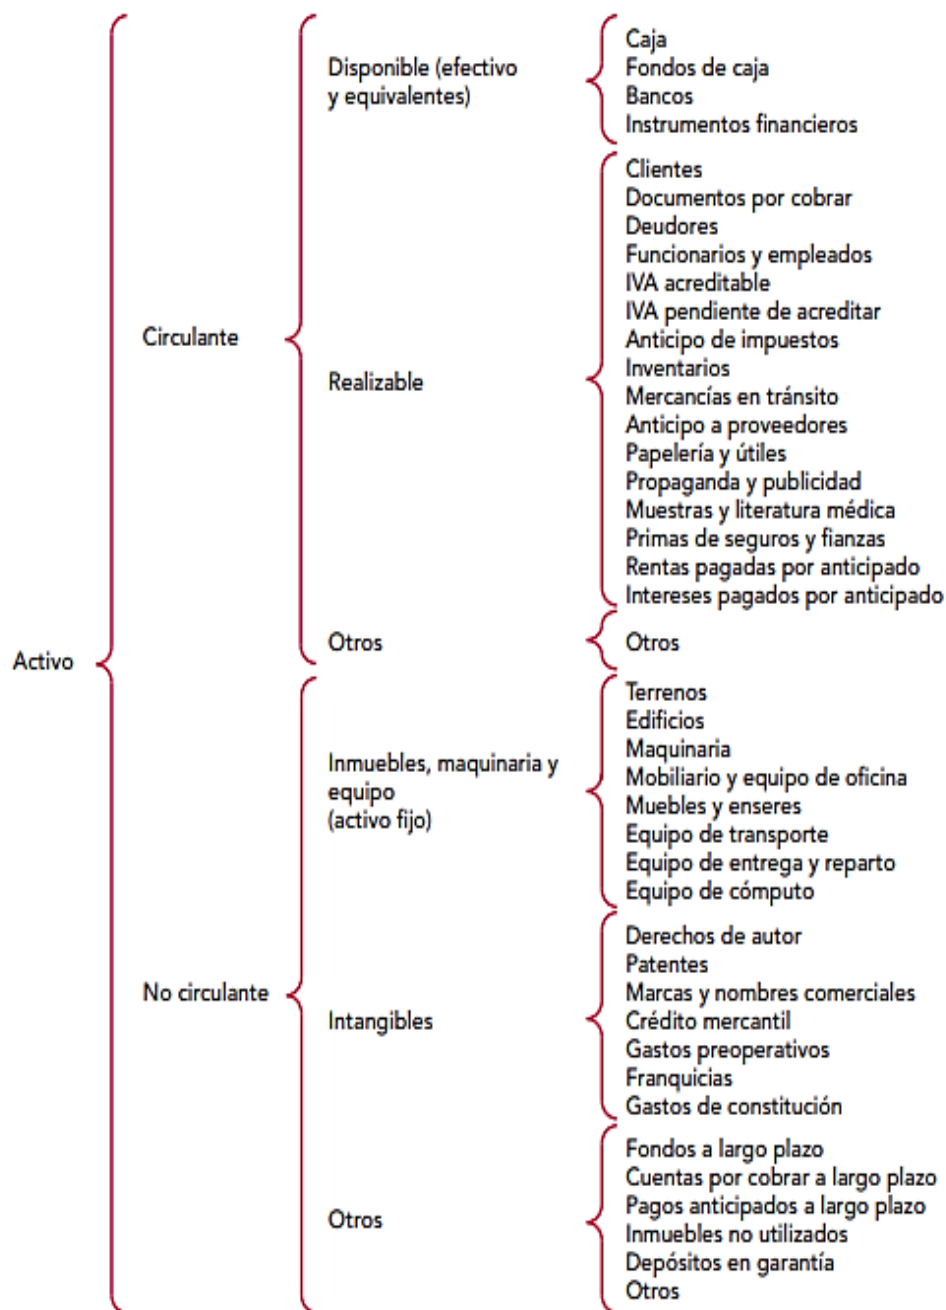 Activo
Circulante
Disponible (efectivo
y equivalentes)
Caja
Fondos de caja
Bancos
Instrumentos financieros
Realizable
Clientes
Documentos por cobrar
Deudores
Funcionarios y empleados
IVA acreditable
IVA pendiente de acreditar
Anticipo de impuestos
Inventarios
Mercancías en tránsito
Anticipo a proveedores
Papelería y útiles
Propaganda y publicidad
Muestras y literatura médica
Primas de seguros y fianzas
Rentas pagadas por anticipado
Intereses pagados por anticipado
Otros
Otros
No circulante
Inmuebles, maquinaria y
equipo
(activo fijo)
Terrenos
Edificios
Maquinaria
Mobiliario y equipo de oficina
Muebles y enseres
Equipo de transporte
Equipo de entrega y reparto
Equipo de cómputo
Intangibles
Derechos de autor
Patentes
Marcas y nombres comerciales
Crédito mercantil
Gastos preoperativos
Franquicias
Gastos de constitución
Otros
Fondos a largo plazo
Cuentas por cobrar a largo plazo
Pagos anticipados a largo plazo
Inmuebles no utilizados
Depósitos en garantía
Otros